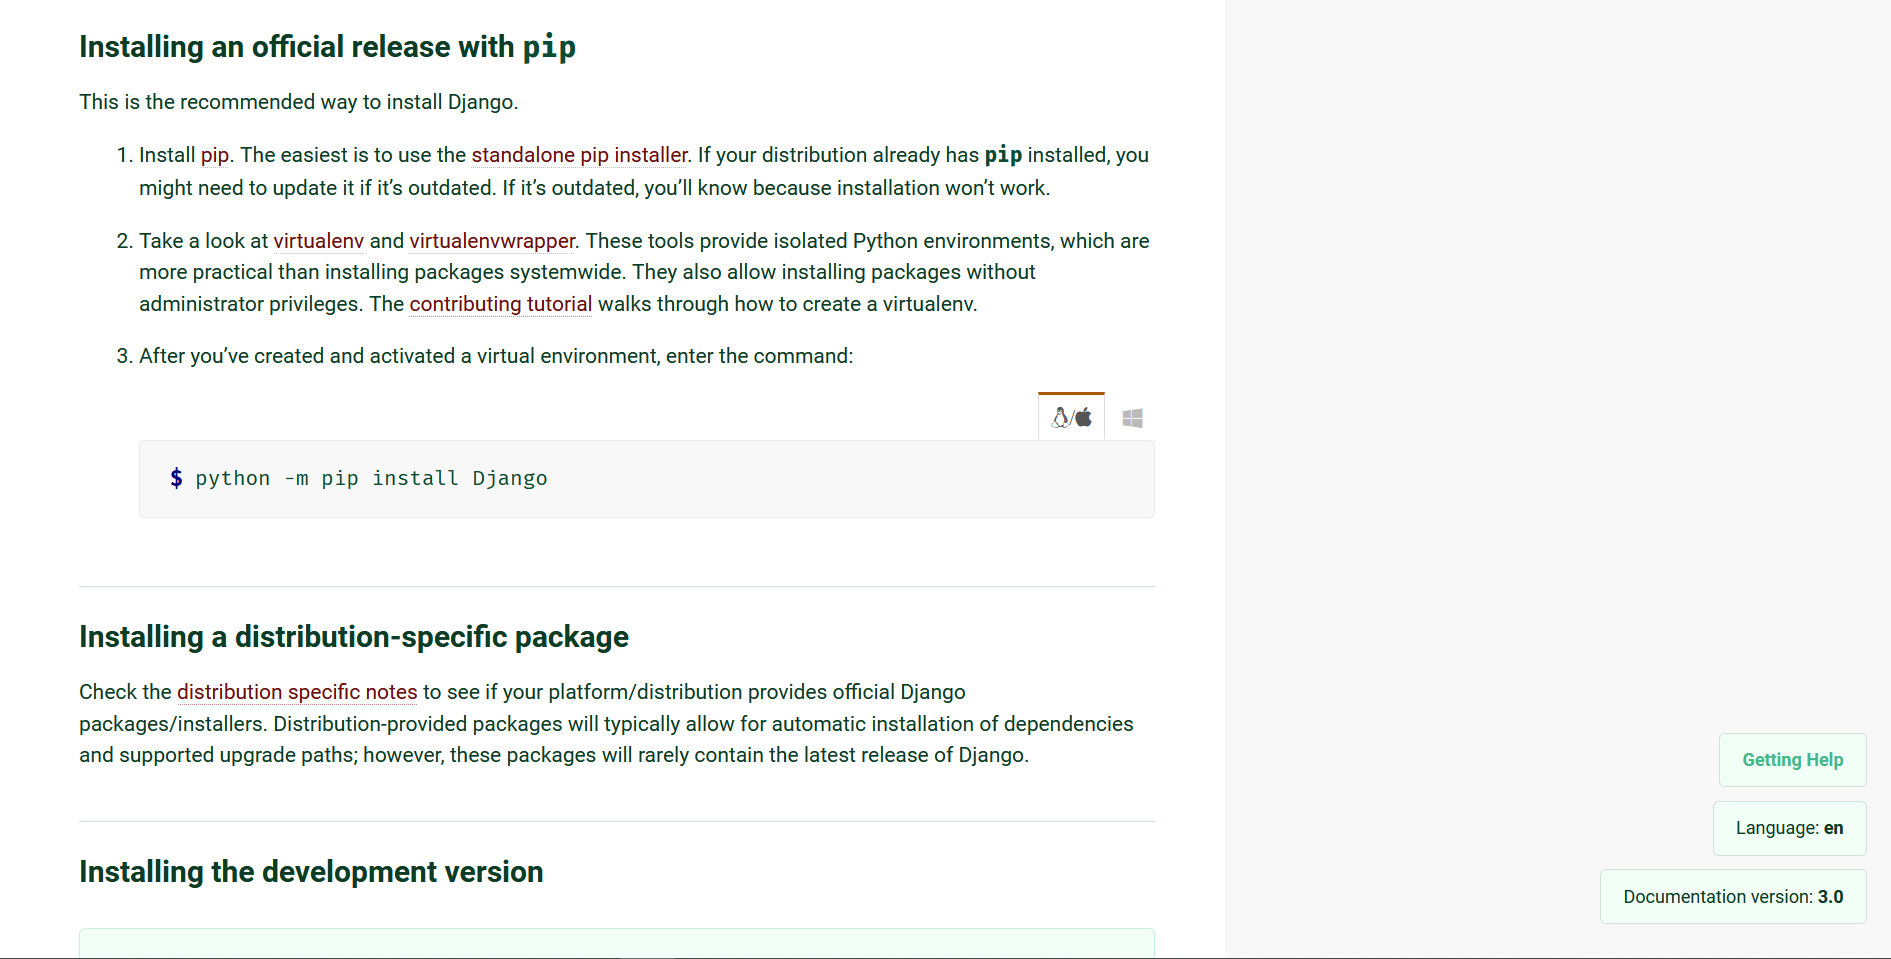 Installing an official release with pip
This is the recommended way to install Django.
1. Install pip. The easiest is to use the standalone pip installer. If your distribution already has pip installed, you
might need to update it if it’s outdated. If it’s outdated, you’ll know because installation won’t work.
2. Take a look at virtualenv and virtualenvwrapper. These tools provide isolated Python environments, which are
more practical than installing packages systemwide. They also allow installing packages without
administrator privileges. The contributing tutorial walks through how to create a virtualenv.
3. After you’ve created and activated a virtual environment, enter the command:
/
$ python -m pip install Django
Installing a distribution-specific package
Check the distribution specific notes to see if your platform/distribution provides official Django
packages/installers. Distribution-provided packages will typically allow for automatic installation of dependencies
and supported upgrade paths; however, these packages will rarely contain the latest release of Django.
Installing the development version
Getting Help
Language: en
Documentation version: 3.0